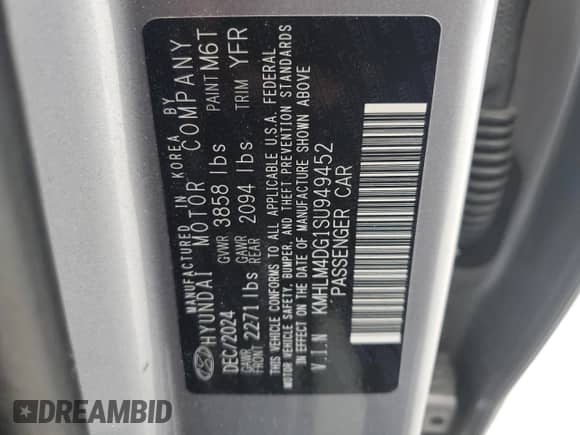 MANUFACTURED IN KOREA BY
HYUNDAI MOTOR COMPANY
DEC/2024 GVWR 3858 lbs PAINT M6T
GAWR FRONT 2271 lbs GAWR REAR 2094 lbs TRIM YFR
THIS VEHICLE CONFORMS TO ALL APPLICABLE U.S.A. FEDERAL
MOTOR VEHICLE SAFETY, BUMPER, AND THEFT PREVENTION STANDARDS
IN EFFECT ON THE DATE OF MANUFACTURE SHOWN ABOVE
V.I.N KMHLM4DG1SU949452
PASSENGER CAR
DREAMBID